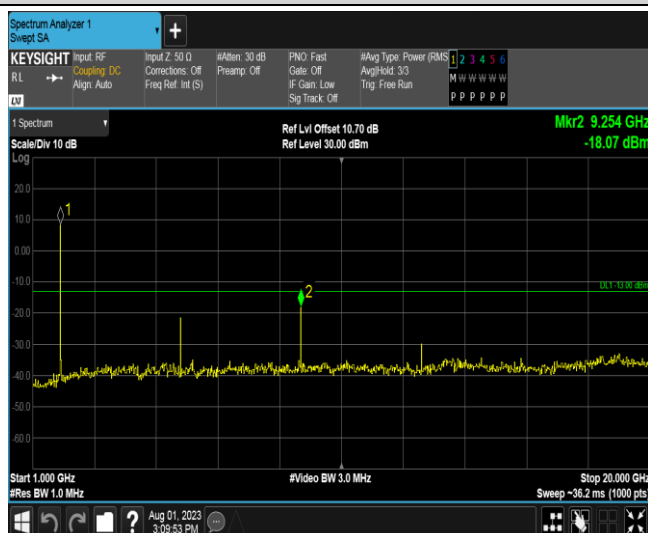 Spectrum Analyzer 1
Swept SA
+
KEYSIGHT
RL
LXI
Input: RF
Coupling: DC
Align: Auto
Input Z: 50 Ω
Corrections: Off
Freq Ref: Int (S)
#Atten: 30 dB
Preamp: Off
PNO: Fast
Gate: Off
IF Gain: Low
Sig Track: Off
#Avg Type: Power (RMS
Avg|Hold: 3/3
Trig: Free Run
1 2 3 4 5 6
M W W W W W
P P P P P P
1 Spectrum
Scale/Div 10 dB
Log
Ref Lvl Offset 10.70 dB
Ref Level 30.00 dBm
Mkr2 9.254 GHz
-18.07 dBm
20.0
10.0
0.00
-10.0
-20.0
-30.0
-40.0
-50.0
-60.0
1
2
DL1 -13.00 dBm
Start 1.000 GHz
#Res BW 1.0 MHz
#Video BW 3.0 MHz
Stop 20.000 GHz
Sweep ~36.2 ms (1000 pts)
?
Aug 01, 2023
3:09:53 PM